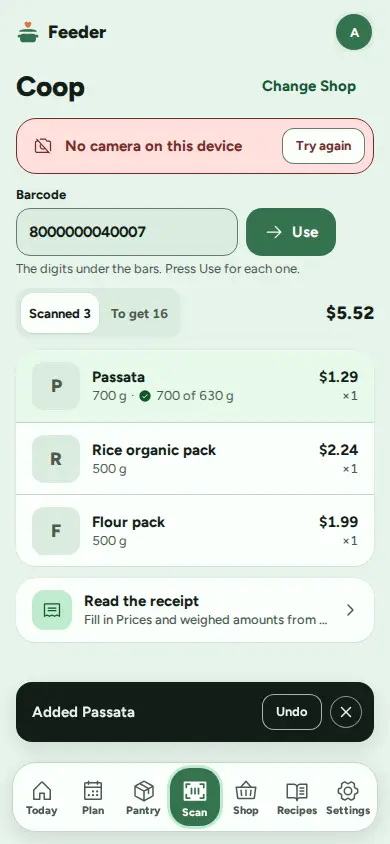 Feeder
A
Coop
Change Shop
No camera on this device
Try again
Barcode
8000000040007
Use
The digits under the bars. Press Use for each one.
Scanned 3
To get 16
$5.52
P
Passata
$1.29
700 g · 700 of 630 g
×1
R
Rice organic pack
$2.24
500 g
×1
F
Flour pack
$1.99
500 g
×1
Read the receipt
Fill in Prices and weighed amounts from ...
Added Passata
Undo
Today
Plan
Pantry
Scan
Shop
Recipes
Settings